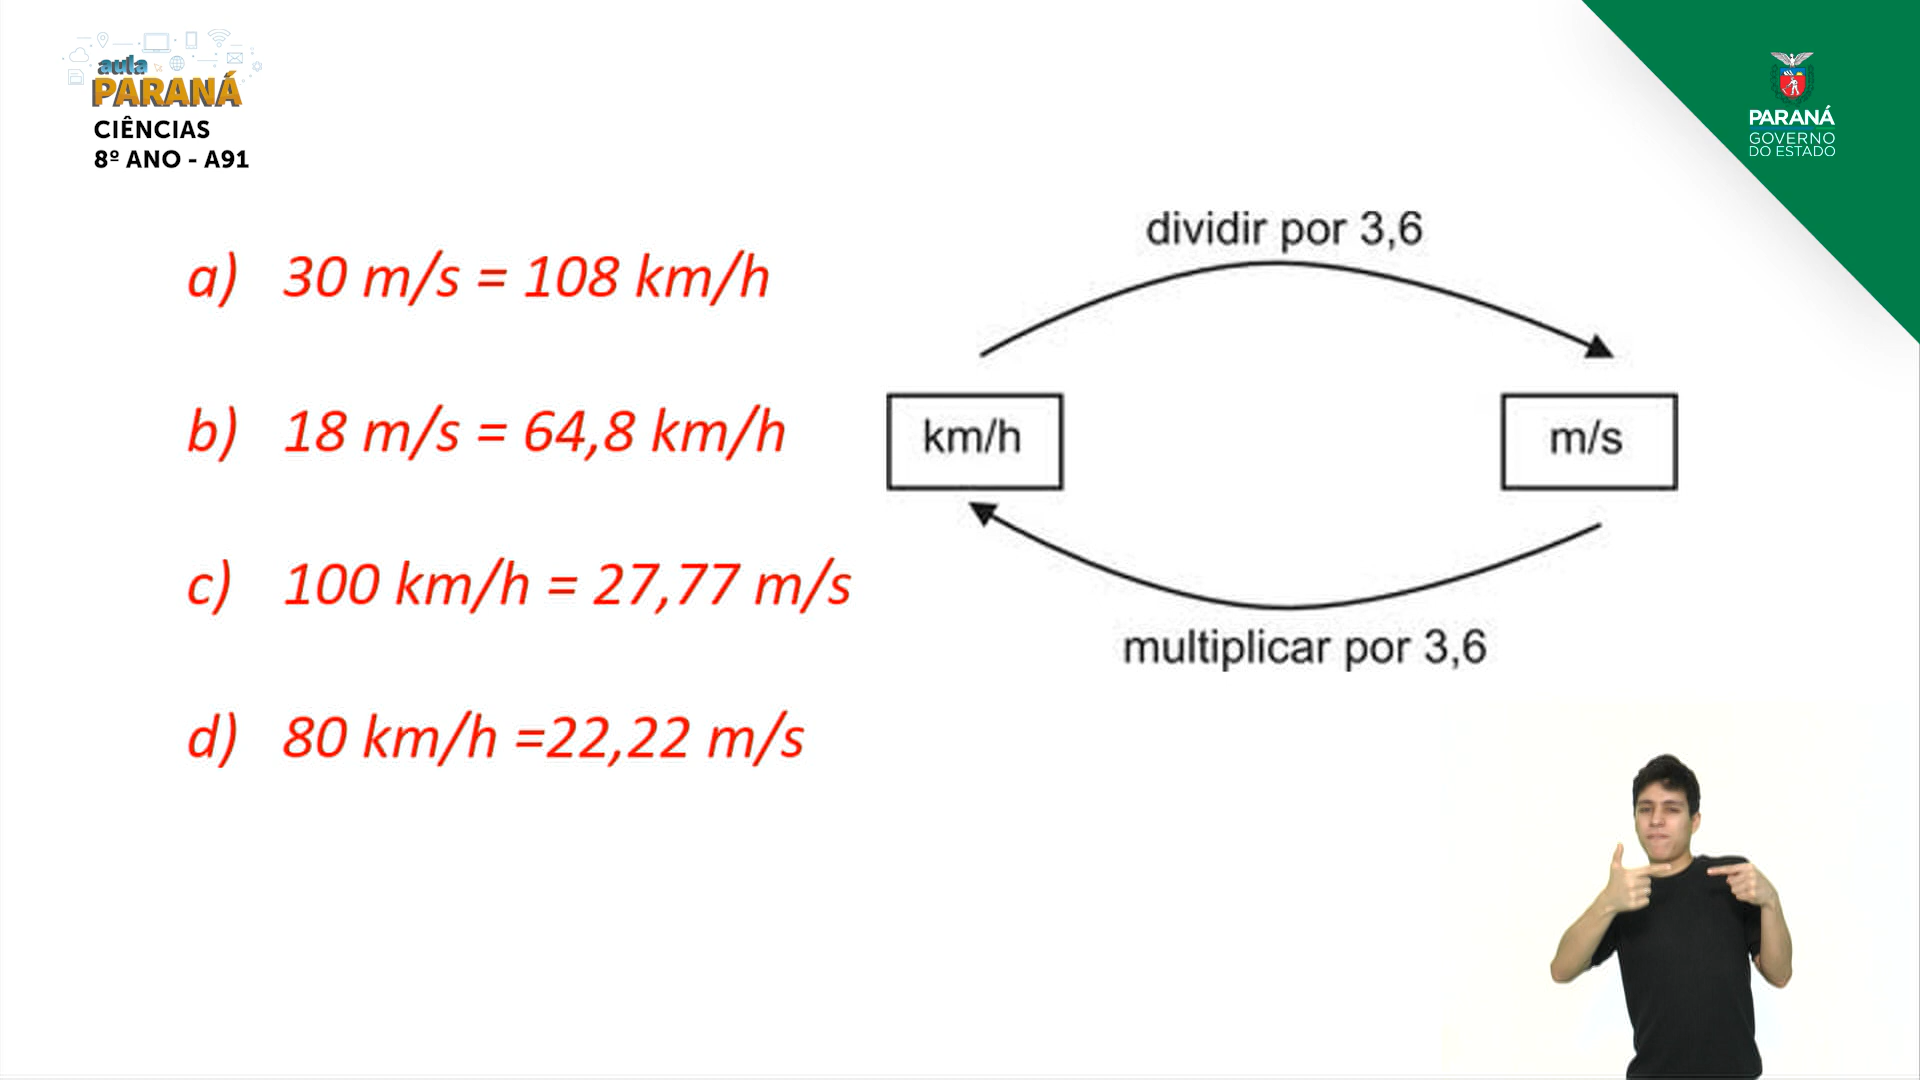 aula
PARANÁ
CIÊNCIAS
8º ANO - A91
PARANÁ
GOVERNO
DO ESTADO
a) 30 m/s = 108 km/h
b) 18 m/s = 64,8 km/h
c) 100 km/h = 27,77 m/s
d) 80 km/h =22,22 m/s
dividir por 3,6
km/h
m/s
multiplicar por 3,6